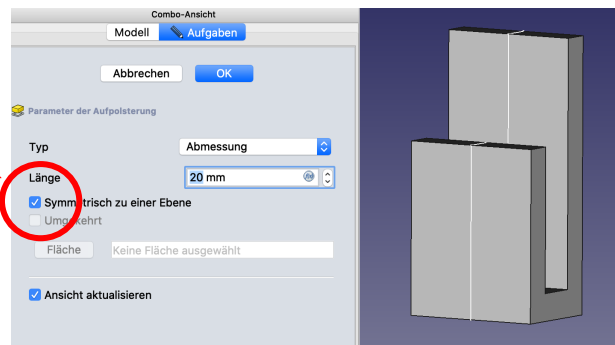 Combo-Ansicht
Modell Aufgaben
Abbrechen OK
Parameter der Aufpolsterung
Typ Abmessung
Länge 20 mm
Symmetrisch zu einer Ebene
Umgekehrt
Fläche Keine Fläche ausgewählt
Ansicht aktualisieren